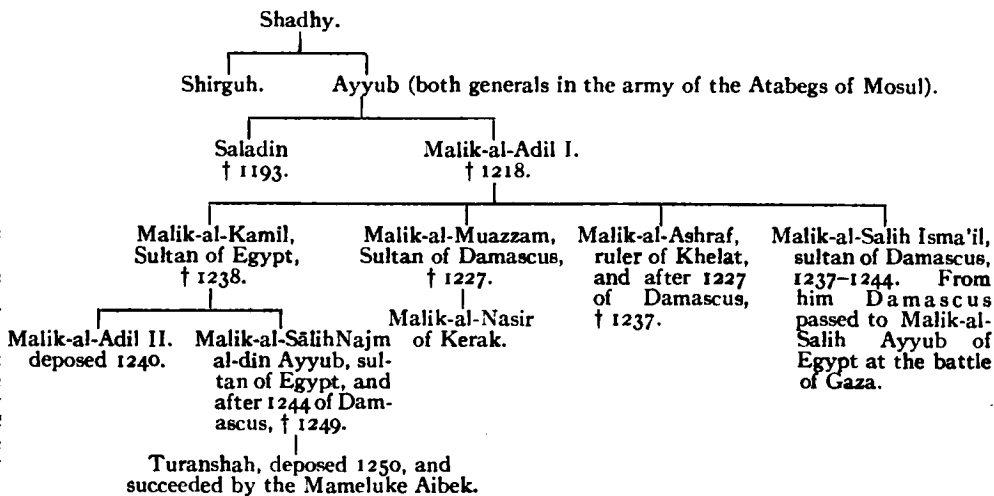 Shadhy.
Shirguh.
Ayyub (both generals in the army of the Atabegs of Mosul).
Saladin
† 1193.
Malik-al-Adil I.
† 1218.
Malik-al-Kamil,
Sultan of Egypt,
† 1238.
Malik-al-Muazzam,
Sultan of Damascus,
† 1227.
Malik-al-Ashraf,
ruler of Khelat,
and after 1227
of Damascus,
† 1237.
Malik-al-Salih Isma'il,
sultan of Damascus,
1237–1244. From
him Damascus
passed to Malik-al-
Salih Ayyub of
Egypt at the battle
of Gaza.
Malik-al-Adil II.
deposed 1240.
Malik-al-Sālih Najm
al-din Ayyub, sul-
tan of Egypt, and
after 1244 of Dam-
ascus, † 1249.
Malik-al-Nasir
of Kerak.
Turanshah, deposed 1250, and
succeeded by the Mameluke Aibek.